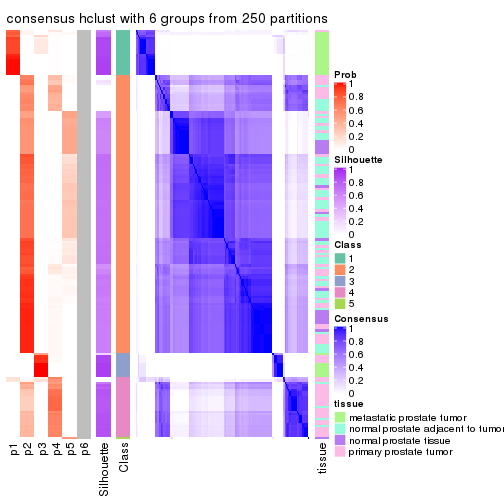 consensus hclust with 6 groups from 250 partitions
Prob
1
0.8
0.6
0.4
0.2
0
Silhouette
1
0.8
0.6
0.4
0.2
0
Class
1
2
3
4
5
Consensus
1
0.8
0.6
0.4
0.2
0
tissue
metastatic prostate tumor
normal prostate adjacent to tumor
normal prostate tissue
primary prostate tumor
p1
p2
p3
p4
p5
p6
Silhouette
Class
tissue